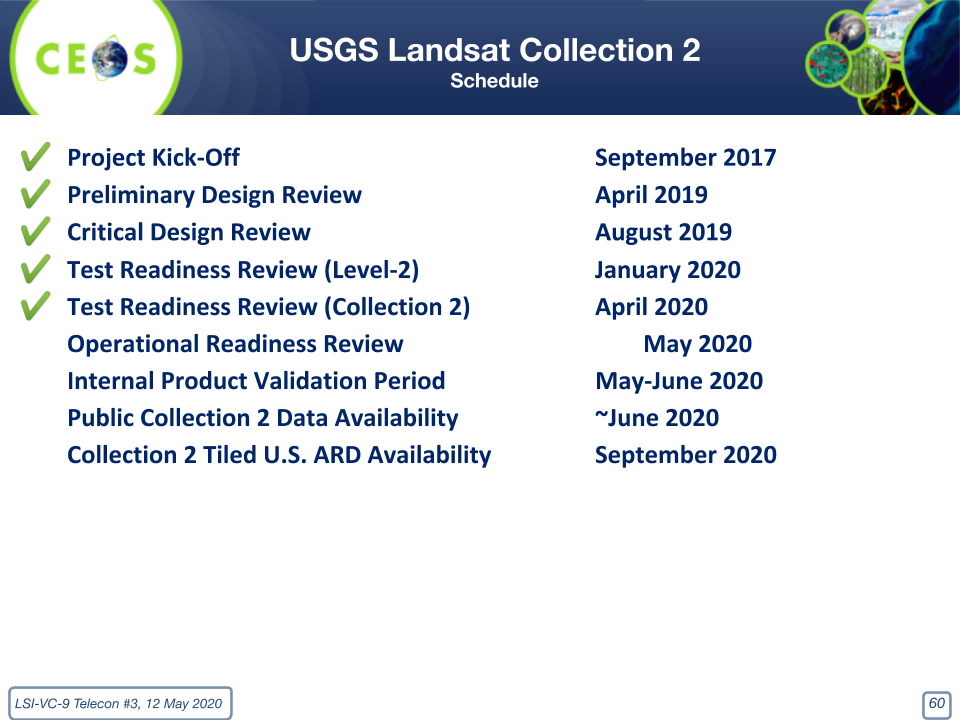 CEOS
USGS Landsat Collection 2
Schedule
✔ Project Kick-Off September 2017
✔ Preliminary Design Review April 2019
✔ Critical Design Review August 2019
✔ Test Readiness Review (Level-2) January 2020
✔ Test Readiness Review (Collection 2) April 2020
Operational Readiness Review May 2020
Internal Product Validation Period May-June 2020
Public Collection 2 Data Availability ~June 2020
Collection 2 Tiled U.S. ARD Availability September 2020
LSI-VC-9 Telecon #3, 12 May 2020
60